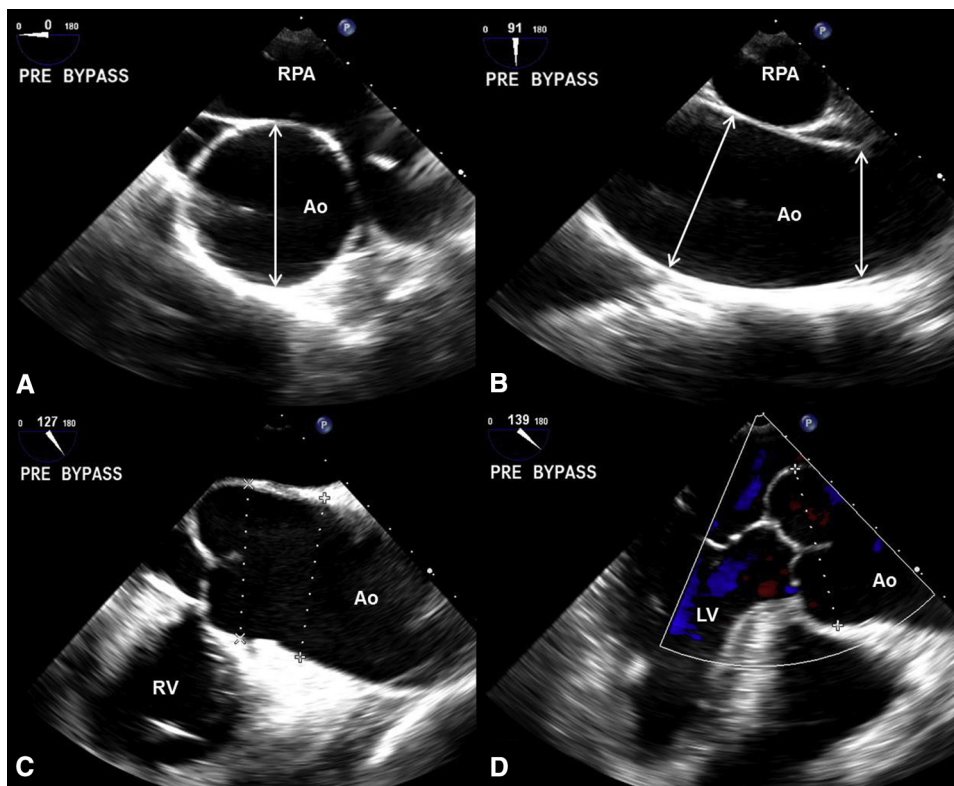 0 0 180
P
PRE BYPASS
RPA
Ao
A
0 91 180
P
PRE BYPASS
RPA
Ao
B
0 127 180
P
PRE BYPASS
Ao
RV
C
0 139 180
P
PRE BYPASS
Ao
LV
D